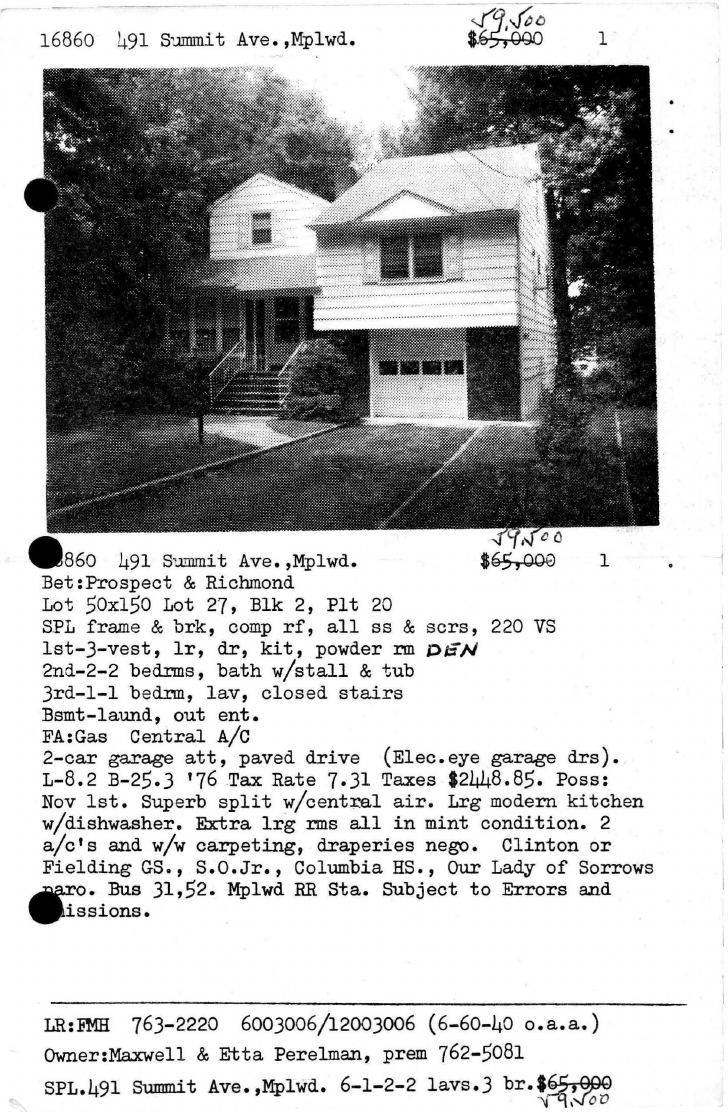 59,500
16860 491 Summit Ave.,Mplwd. $65,000 1
59,500
860 491 Summit Ave.,Mplwd. $65,000 1
Bet:Prospect & Richmond
Lot 50x150 Lot 27, Blk 2, Plt 20
SPL frame & brk, comp rf, all ss & scrs, 220 VS
1st-3-vest, lr, dr, kit, powder rm DEN
2nd-2-2 bedrms, bath w/stall & tub
3rd-1-1 bedrm, lav, closed stairs
Bsmt-laund, out ent.
FA:Gas Central A/C
2-car garage att, paved drive (Elec.eye garage drs).
L-8.2 B-25.3 '76 Tax Rate 7.31 Taxes $2448.85. Poss:
Nov 1st. Superb split w/central air. Lrg modern kitchen
w/dishwasher. Extra lrg rms all in mint condition. 2
a/c's and w/w carpeting, draperies nego. Clinton or
Fielding GS., S.O.Jr., Columbia HS., Our Lady of Sorrows
paro. Bus 31,52. Mplwd RR Sta. Subject to Errors and
issions.
LR:FMH 763-2220 6003006/12003006 (6-60-40 o.a.a.)
Owner:Maxwell & Etta Perelman, prem 762-5081
SPL.491 Summit Ave.,Mplwd. 6-1-2-2 lavs.3 br.$65,000
59,500